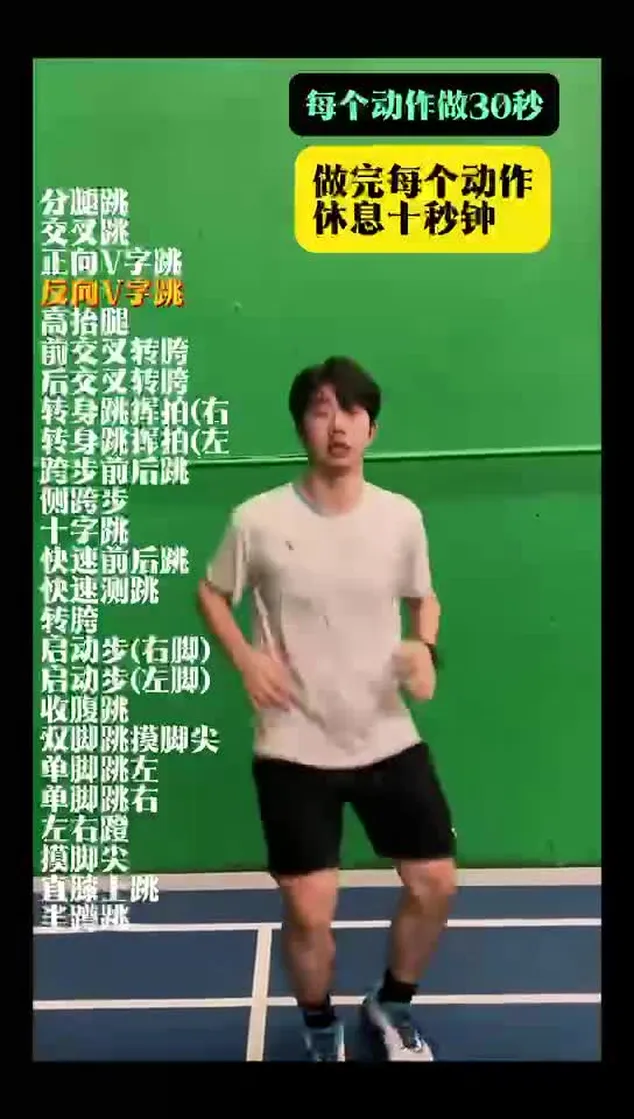 每个动作做30秒
做完每个动作
休息十秒钟
分腿跳
交叉跳
正向V字跳
反向V字跳
高抬腿
前交叉转胯
后交叉转胯
转身跳挥拍(右
转身跳挥拍(左
跨步前后跳
侧跨步
十字跳
快速前后跳
快速测跳
转胯
启动步(右脚)
启动步(左脚)
收腹跳
双脚跳摸脚尖
单脚跳左
单脚跳右
左右蹬
摸脚尖
直膝上跳
半蹲跳